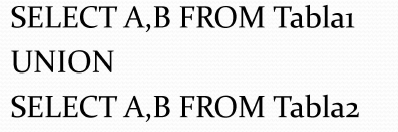 SELECT A,B FROM Tabla1
UNION
SELECT A,B FROM Tabla2